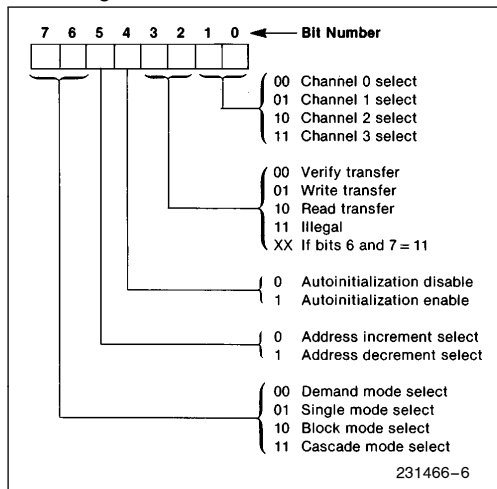 7 6 5 4 3 2 1 0 Bit Number
00 Channel 0 select
01 Channel 1 select
10 Channel 2 select
11 Channel 3 select
00 Verify transfer
01 Write transfer
10 Read transfer
11 Illegal
XX If bits 6 and 7 = 11
0 Autoinitialization disable
1 Autoinitialization enable
0 Address increment select
1 Address decrement select
00 Demand mode select
01 Single mode select
10 Block mode select
11 Cascade mode select
231466–6